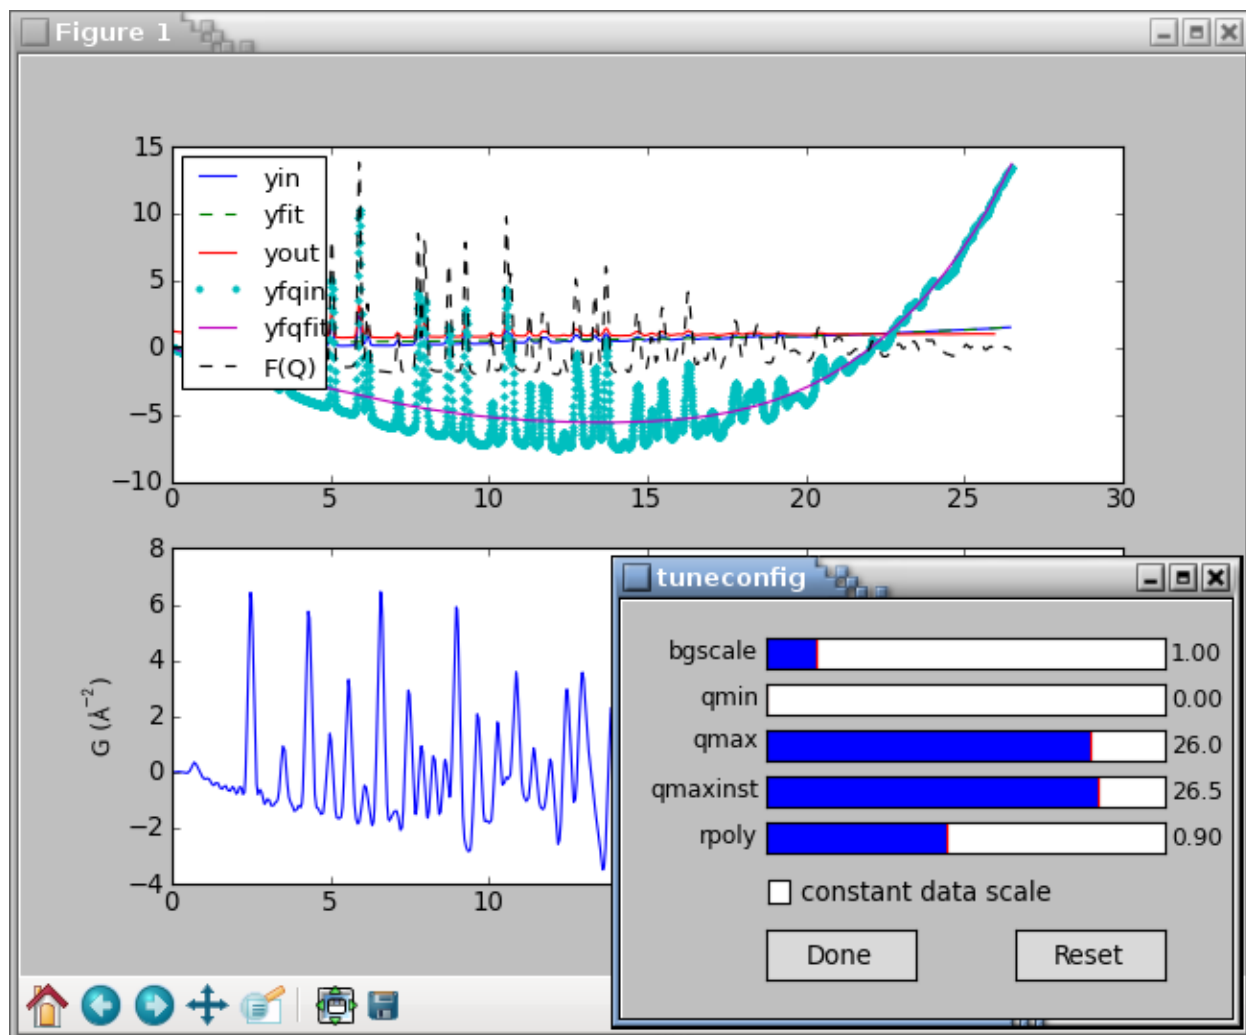 Figure 1
15
10
5
0
−5
−10
yin
yfit
yout
yfqin
yfqfit
F(Q)
0 5 10 15 20 25 30
8
6
4
2
0
−2
−4
G (Å⁻²)
0 5 10
tuneconfig
bgscale 1.00
qmin 0.00
qmax 26.0
qmaxinst 26.5
rpoly 0.90
constant data scale
Done Reset